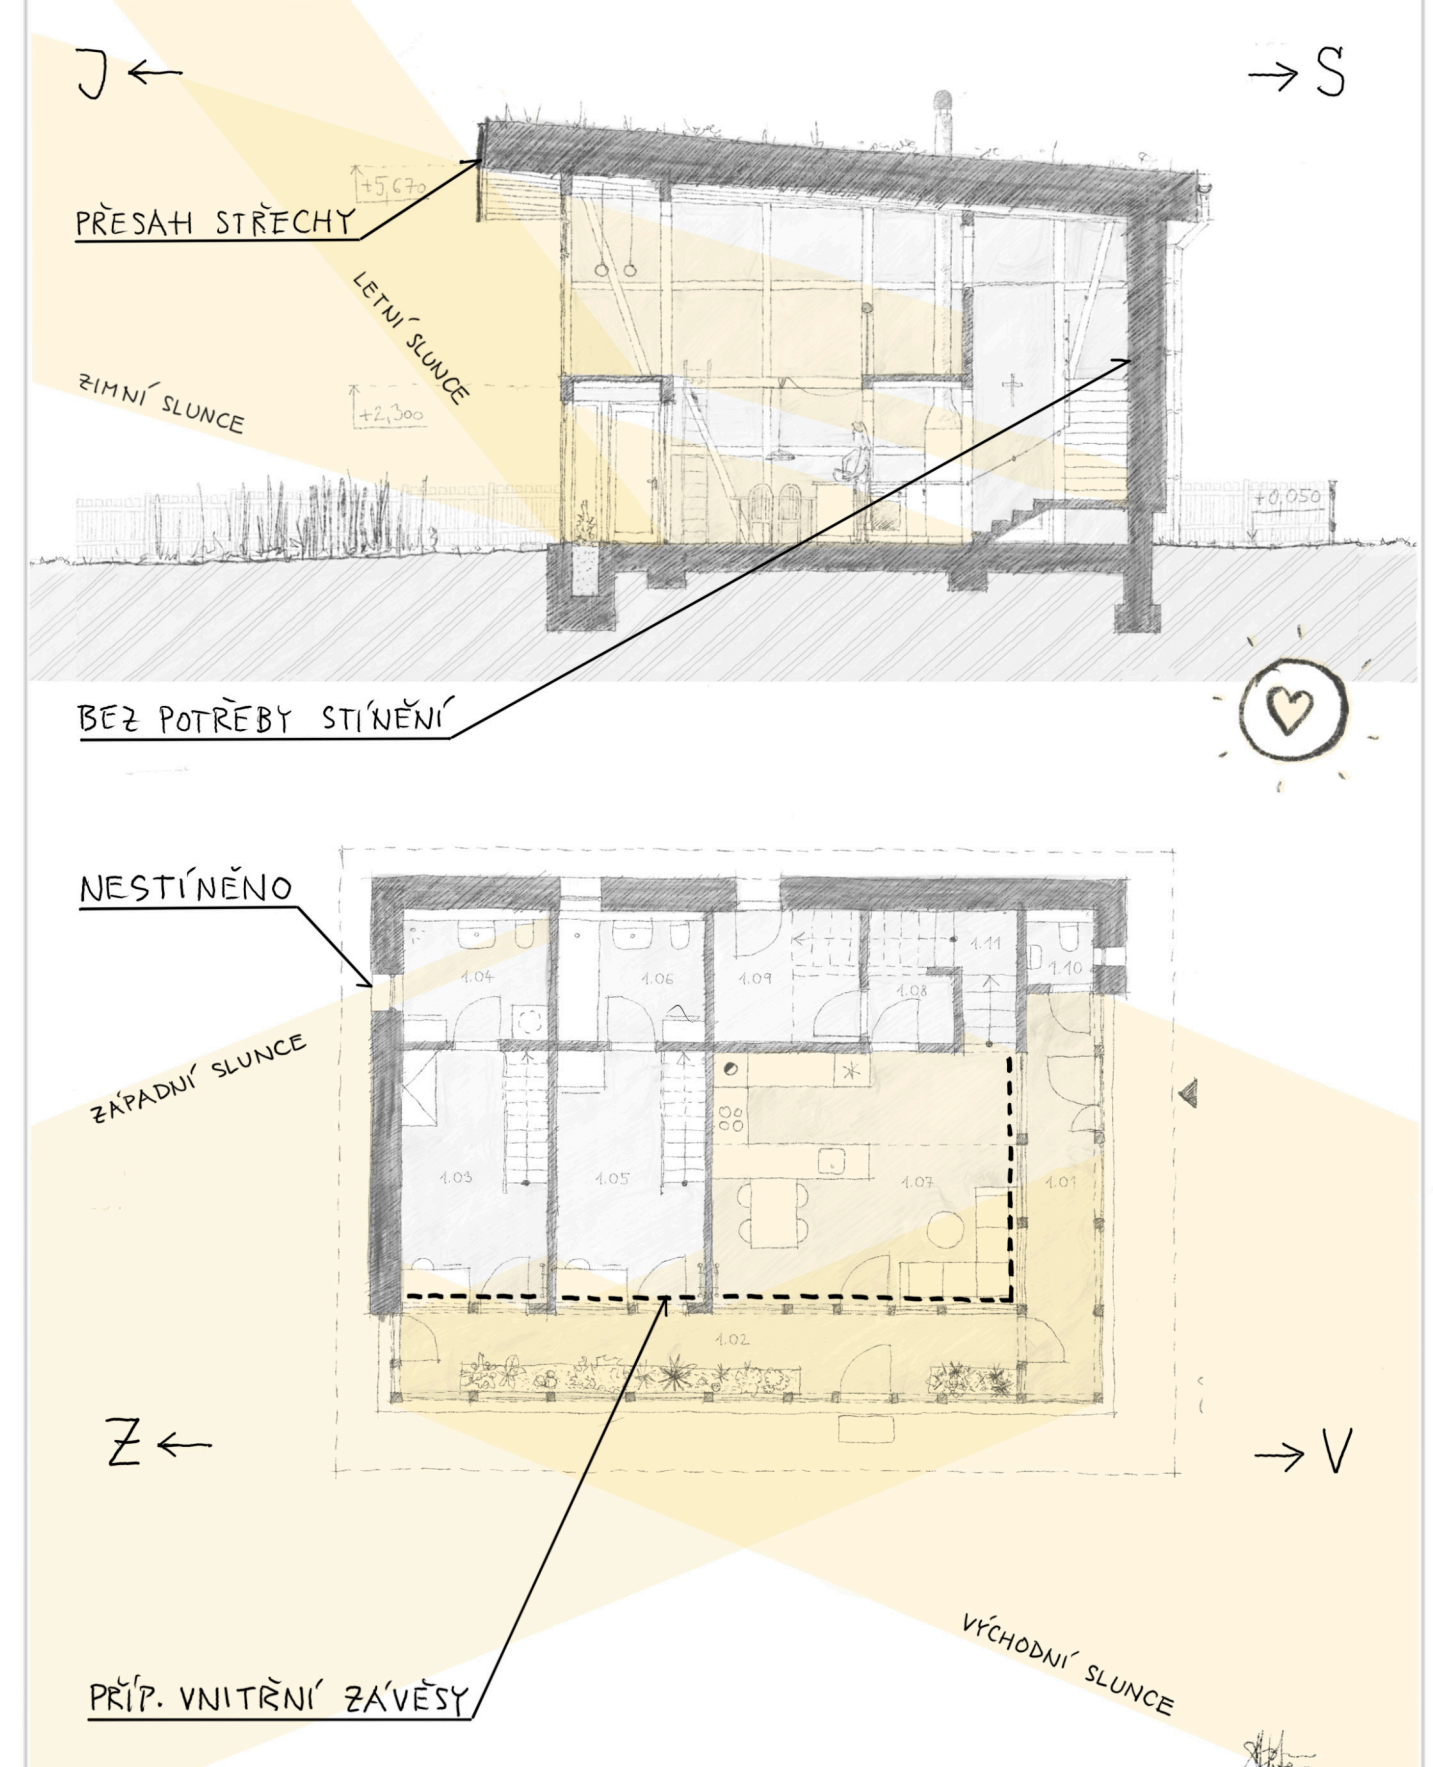 J ← → S
+5,670
PŘESAH STŘECHY
LETNÍ SLUNCE
ZIMNÍ SLUNCE
+2,300
+0,050
BEZ POTŘEBY STÍNĚNÍ
NESTÍNĚNO
1.04
1.06
1.09
1.08
1.11
1.10
ZÁPADNÍ SLUNCE
1.03
1.05
1.07
1.01
1.02
Z ← → V
VÝCHODNÍ SLUNCE
PŘÍP. VNITŘNÍ ZÁVĚSY